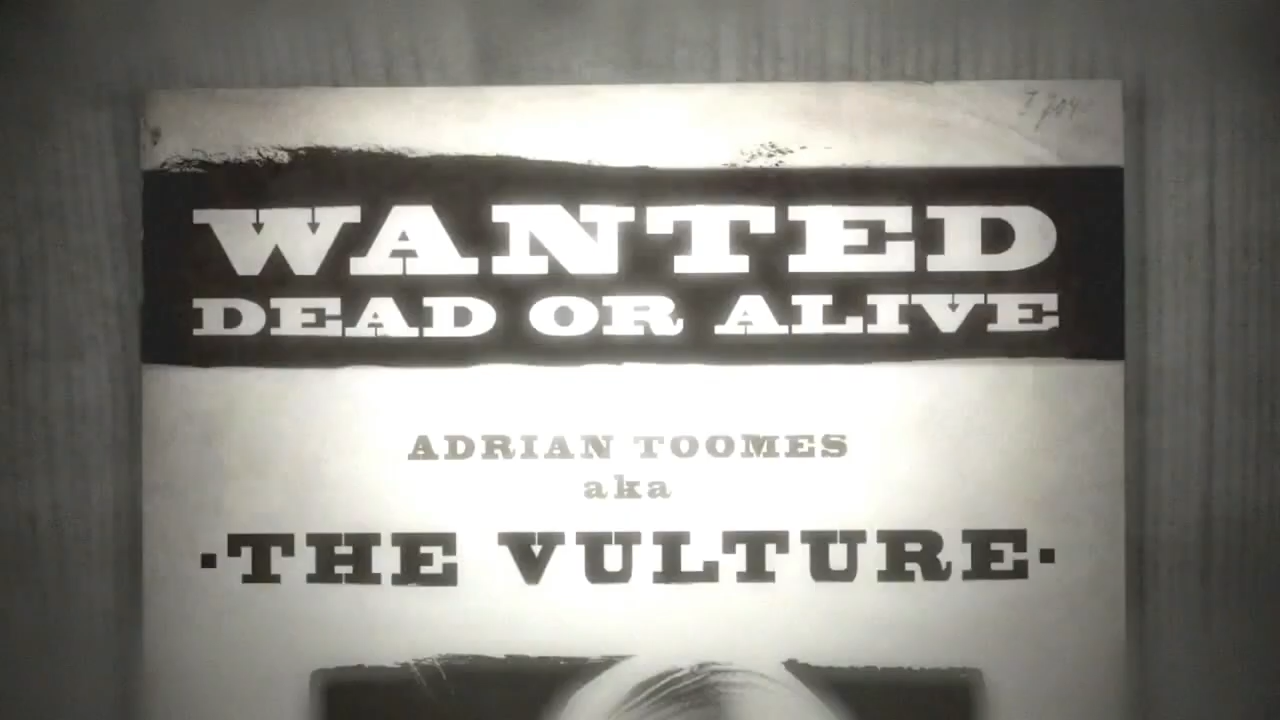 WANTED
DEAD OR ALIVE
ADRIAN TOOMES
aka
·THE VULTURE·